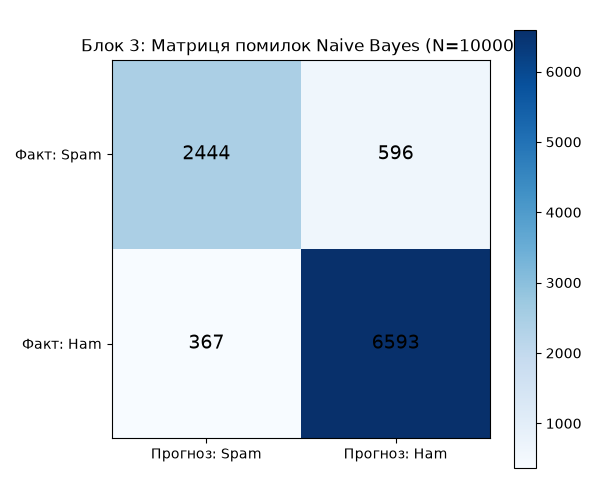 Блок 3: Матриця помилок Naive Bayes (N=10000
6000
Факт: Spam
2444
596
5000
4000
3000
Факт: Ham
367
6593
2000
1000
Прогноз: Spam
Прогноз: Ham